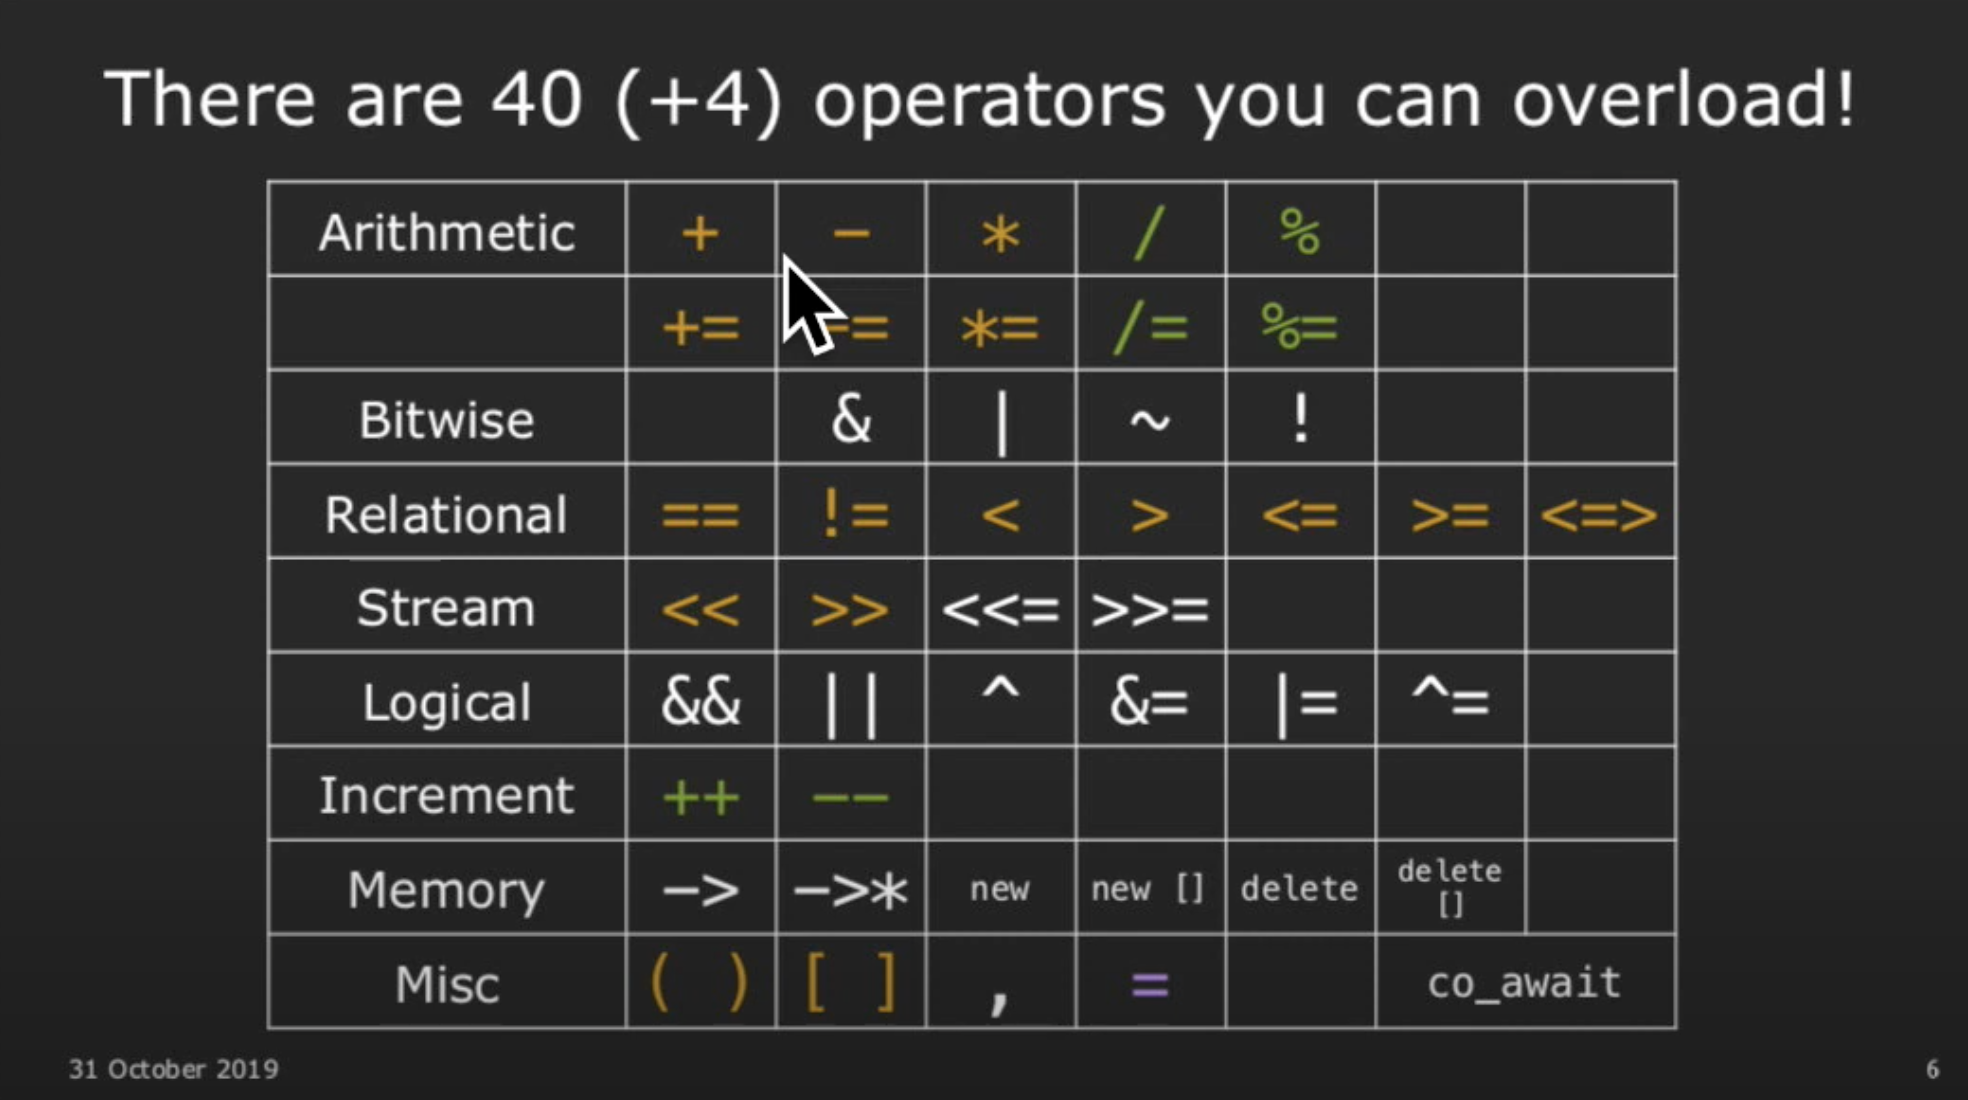 There are 40 (+4) operators you can overload!
Arithmetic + - * / %
+= -= *= /= %=
Bitwise & | ~ !
Relational == != < > <= >= <=>
Stream << >> <<= >>=
Logical && || ^ &= |= ^=
Increment ++ --
Memory -> ->* new new [] delete delete []
Misc ( ) [ ] , = co_await
31 October 2019 6